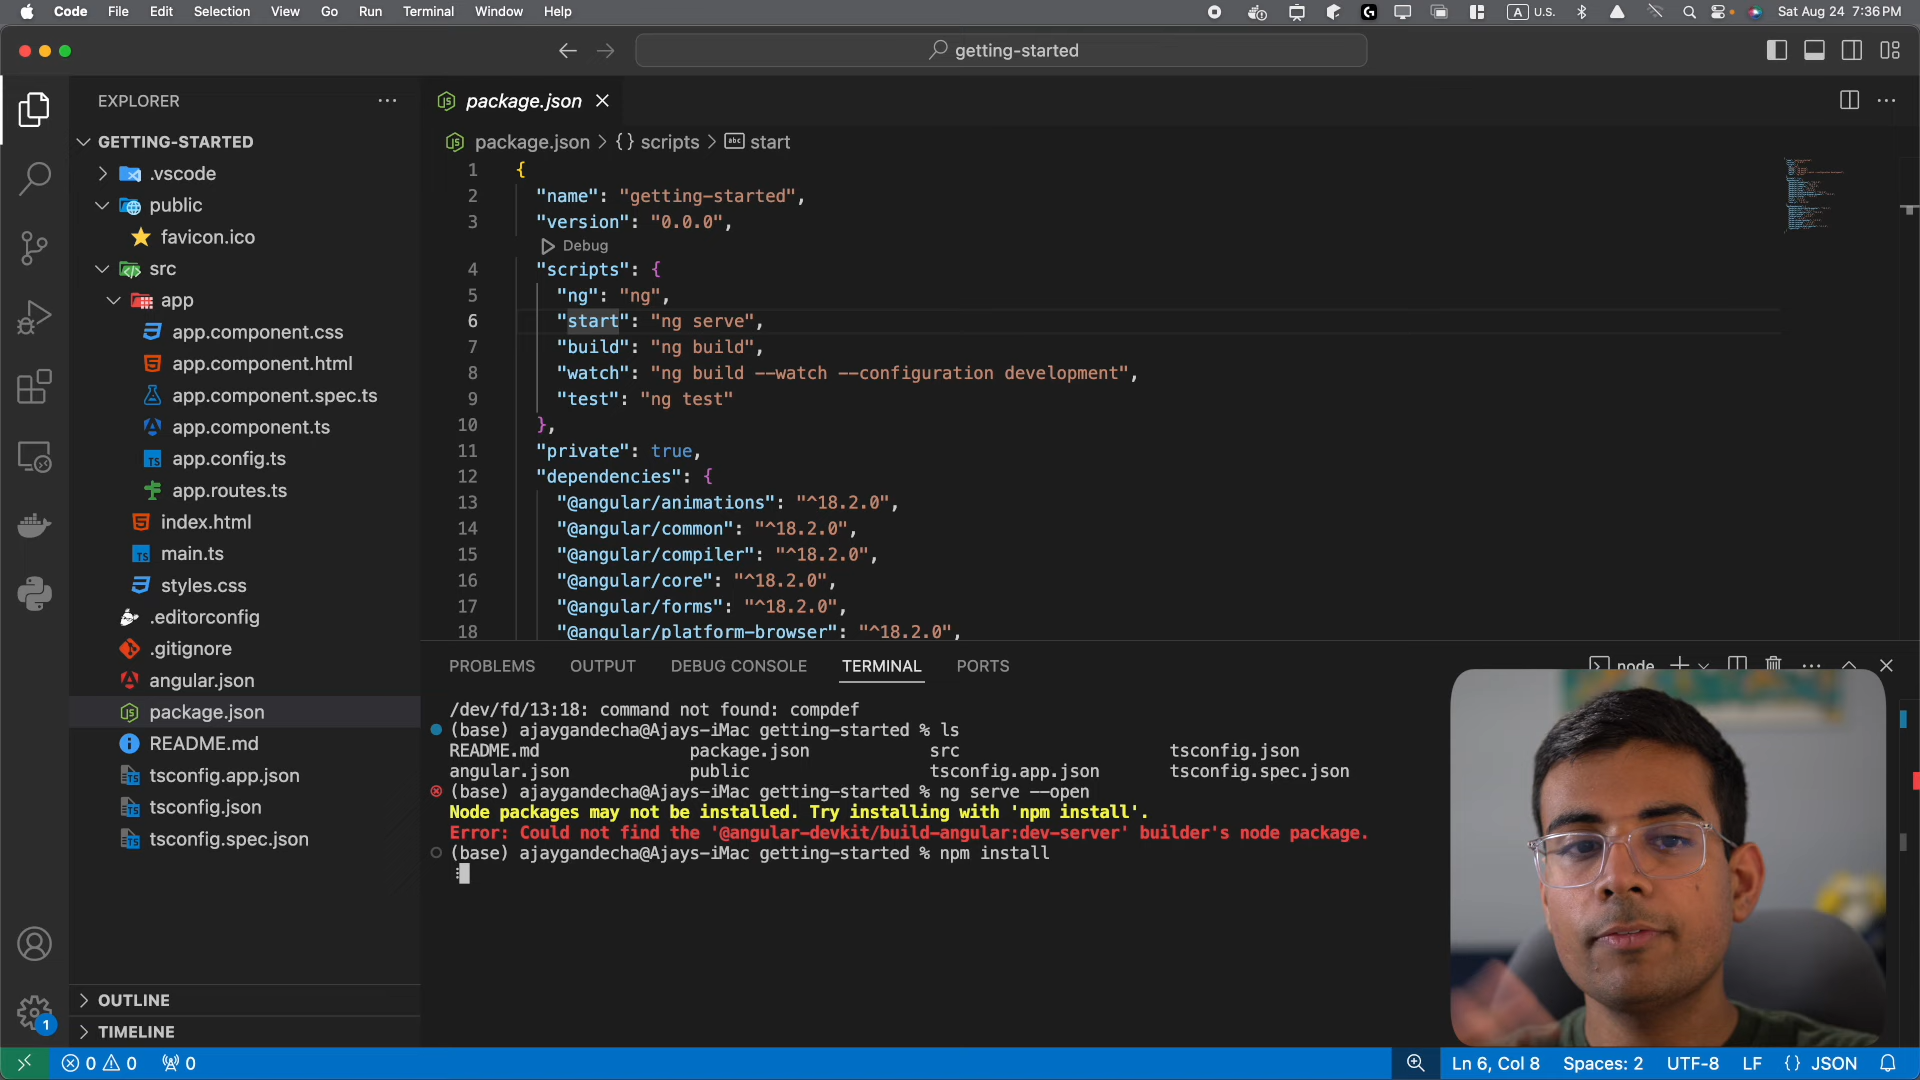 Code File Edit Selection View Go Run Terminal Window Help
A U.S.
Sat Aug 24 7:36 PM
getting-started
EXPLORER
GETTING-STARTED
.vscode
public
favicon.ico
src
app
app.component.css
app.component.html
app.component.spec.ts
app.component.ts
app.config.ts
app.routes.ts
index.html
main.ts
styles.css
.editorconfig
.gitignore
angular.json
package.json
README.md
tsconfig.app.json
tsconfig.json
tsconfig.spec.json
OUTLINE
TIMELINE
1
package.json
package.json > {} scripts > abc start
1 {
2 "name": "getting-started",
3 "version": "0.0.0",
Debug
4 "scripts": {
5 "ng": "ng",
6 "start": "ng serve",
7 "build": "ng build",
8 "watch": "ng build --watch --configuration development",
9 "test": "ng test"
10 },
11 "private": true,
12 "dependencies": {
13 "@angular/animations": "^18.2.0",
14 "@angular/common": "^18.2.0",
15 "@angular/compiler": "^18.2.0",
16 "@angular/core": "^18.2.0",
17 "@angular/forms": "^18.2.0",
18 "@angular/platform-browser": "^18.2.0",
PROBLEMS OUTPUT DEBUG CONSOLE TERMINAL PORTS
node
/dev/fd/13:18: command not found: compdef
(base) ajaygandecha@Ajays-iMac getting-started % ls
README.md package.json src tsconfig.json
angular.json public tsconfig.app.json tsconfig.spec.json
(base) ajaygandecha@Ajays-iMac getting-started % ng serve --open
Node packages may not be installed. Try installing with 'npm install'.
Error: Could not find the '@angular-devkit/build-angular:dev-server' builder's node package.
(base) ajaygandecha@Ajays-iMac getting-started % npm install
0 0 0
Ln 6, Col 8 Spaces: 2 UTF-8 LF {} JSON